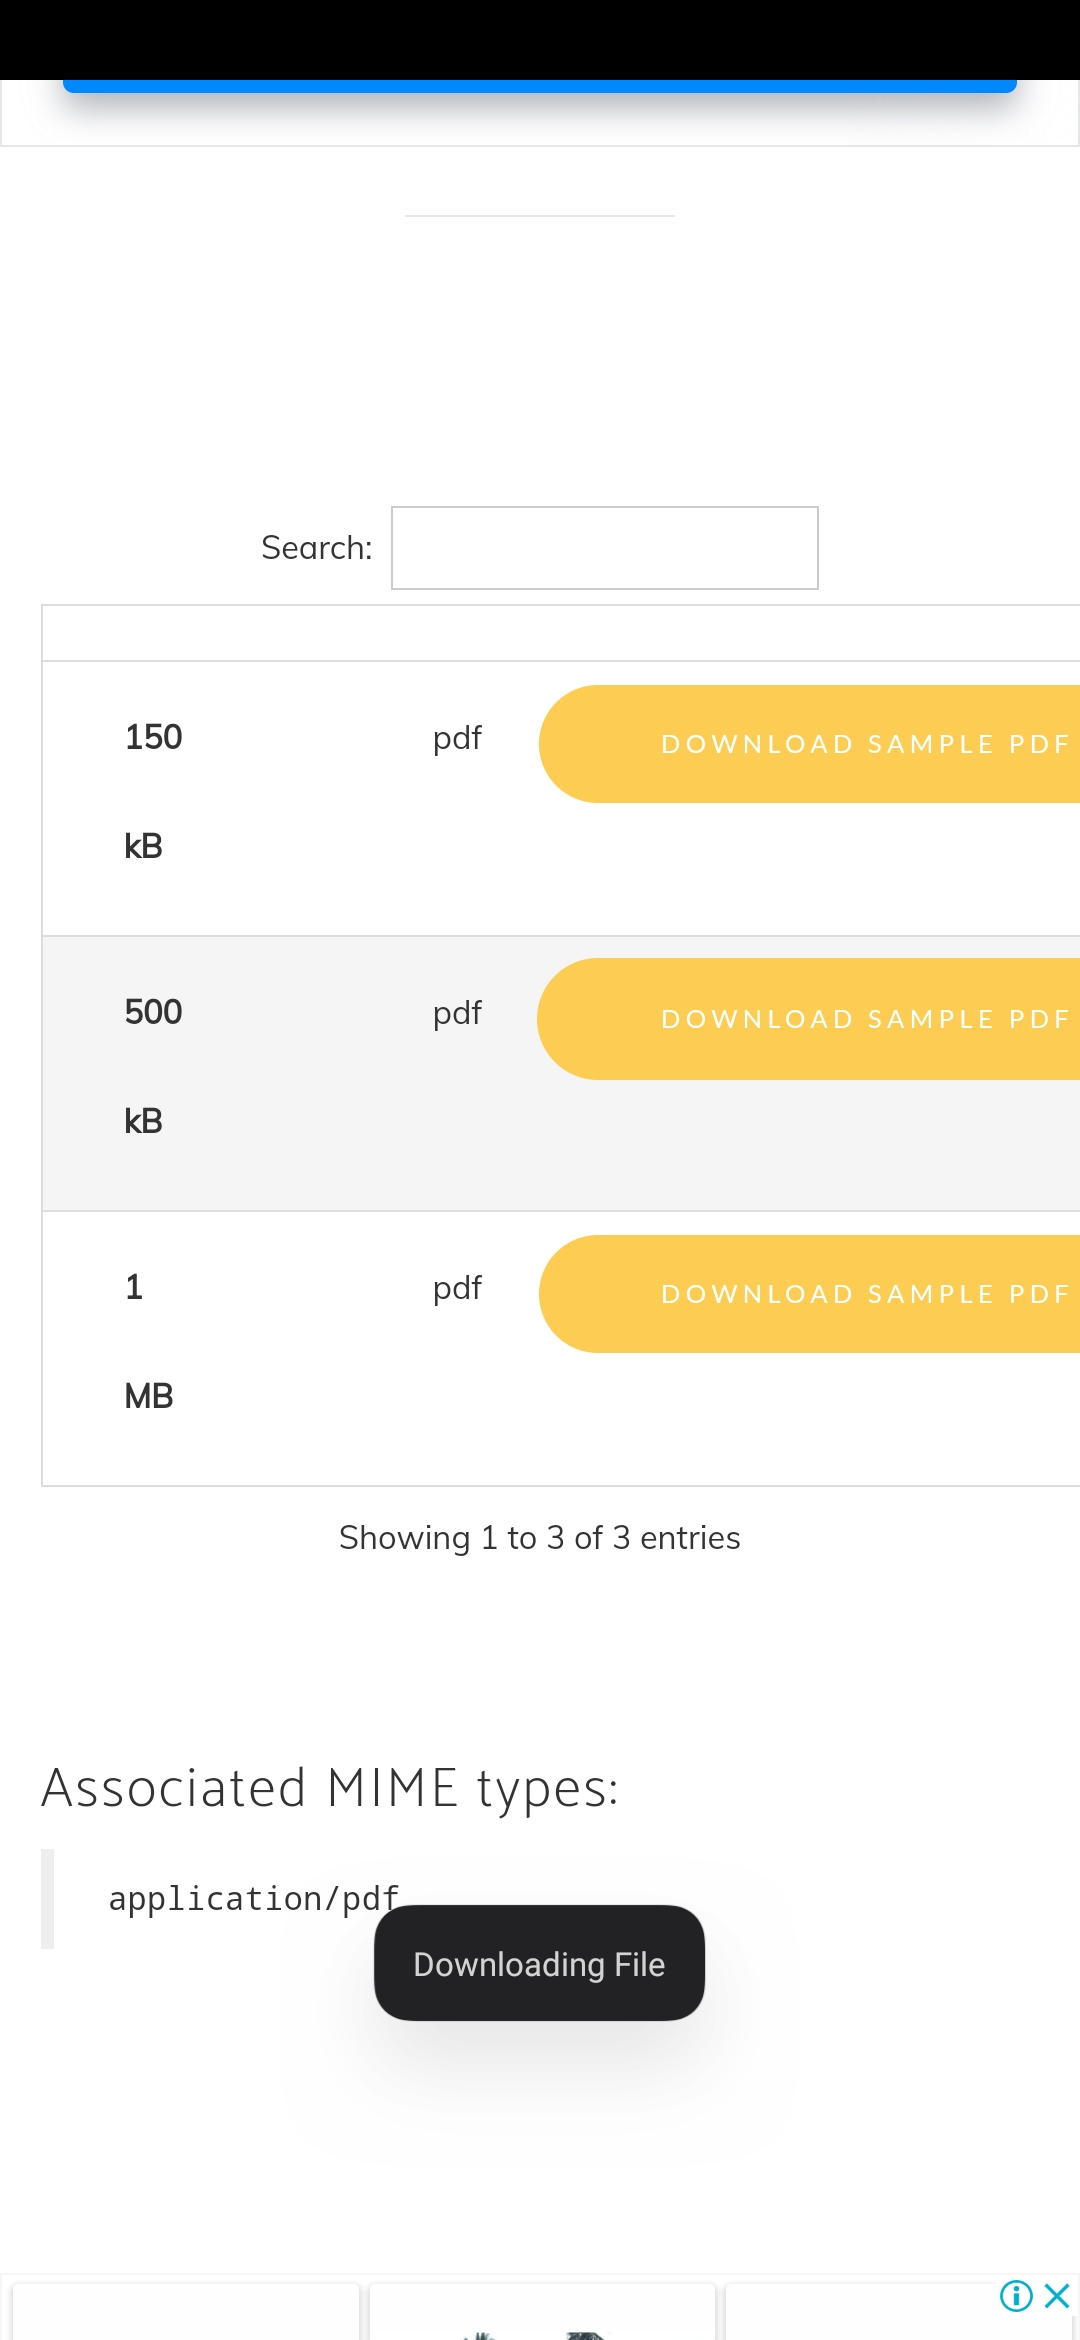 Search:
150 pdf DOWNLOAD SAMPLE PDF
kB
500 pdf DOWNLOAD SAMPLE PDF
kB
1 pdf DOWNLOAD SAMPLE PDF
MB
Showing 1 to 3 of 3 entries
Associated MIME types:
application/pdf
Downloading File